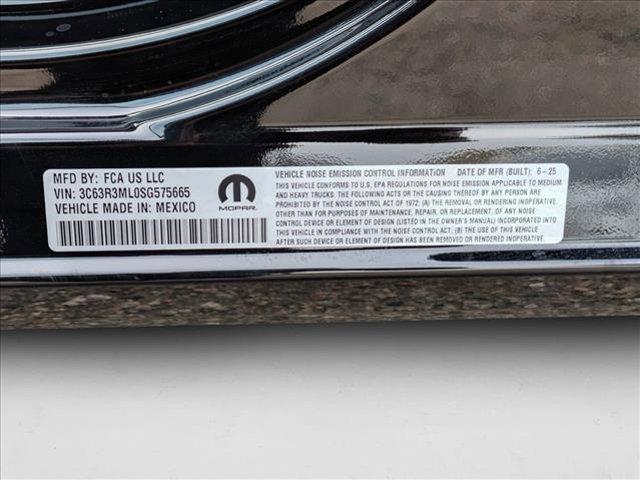 MFD BY: FCA US LLC
VIN: 3C63R3ML0SG575665
VEHICLE MADE IN: MEXICO
MOPAR
VEHICLE NOISE EMISSION CONTROL INFORMATION DATE OF MFR (BUILT): 6-25
THIS VEHICLE CONFORMS TO U.S. EPA REGULATIONS FOR NOISE EMISSION APPLICABLE TO MEDIUM
AND HEAVY TRUCKS. THE FOLLOWING ACTS OR THE CAUSING THEREOF BY ANY PERSON ARE
PROHIBITED BY THE NOISE CONTROL ACT OF 1972: (A) THE REMOVAL OR RENDERING INOPERATIVE,
OTHER THAN FOR PURPOSES OF MAINTENANCE, REPAIR, OR REPLACEMENT, OF ANY NOISE
CONTROL DEVICE OR ELEMENT OF DESIGN (LISTED IN THE OWNER'S MANUAL) INCORPORATED INTO
THIS VEHICLE IN COMPLIANCE WITH THE NOISE CONTROL ACT; (B) THE USE OF THIS VEHICLE
AFTER SUCH DEVICE OR ELEMENT OF DESIGN HAS BEEN REMOVED OR RENDERED INOPERATIVE.